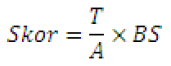 Skor = T/A × BS